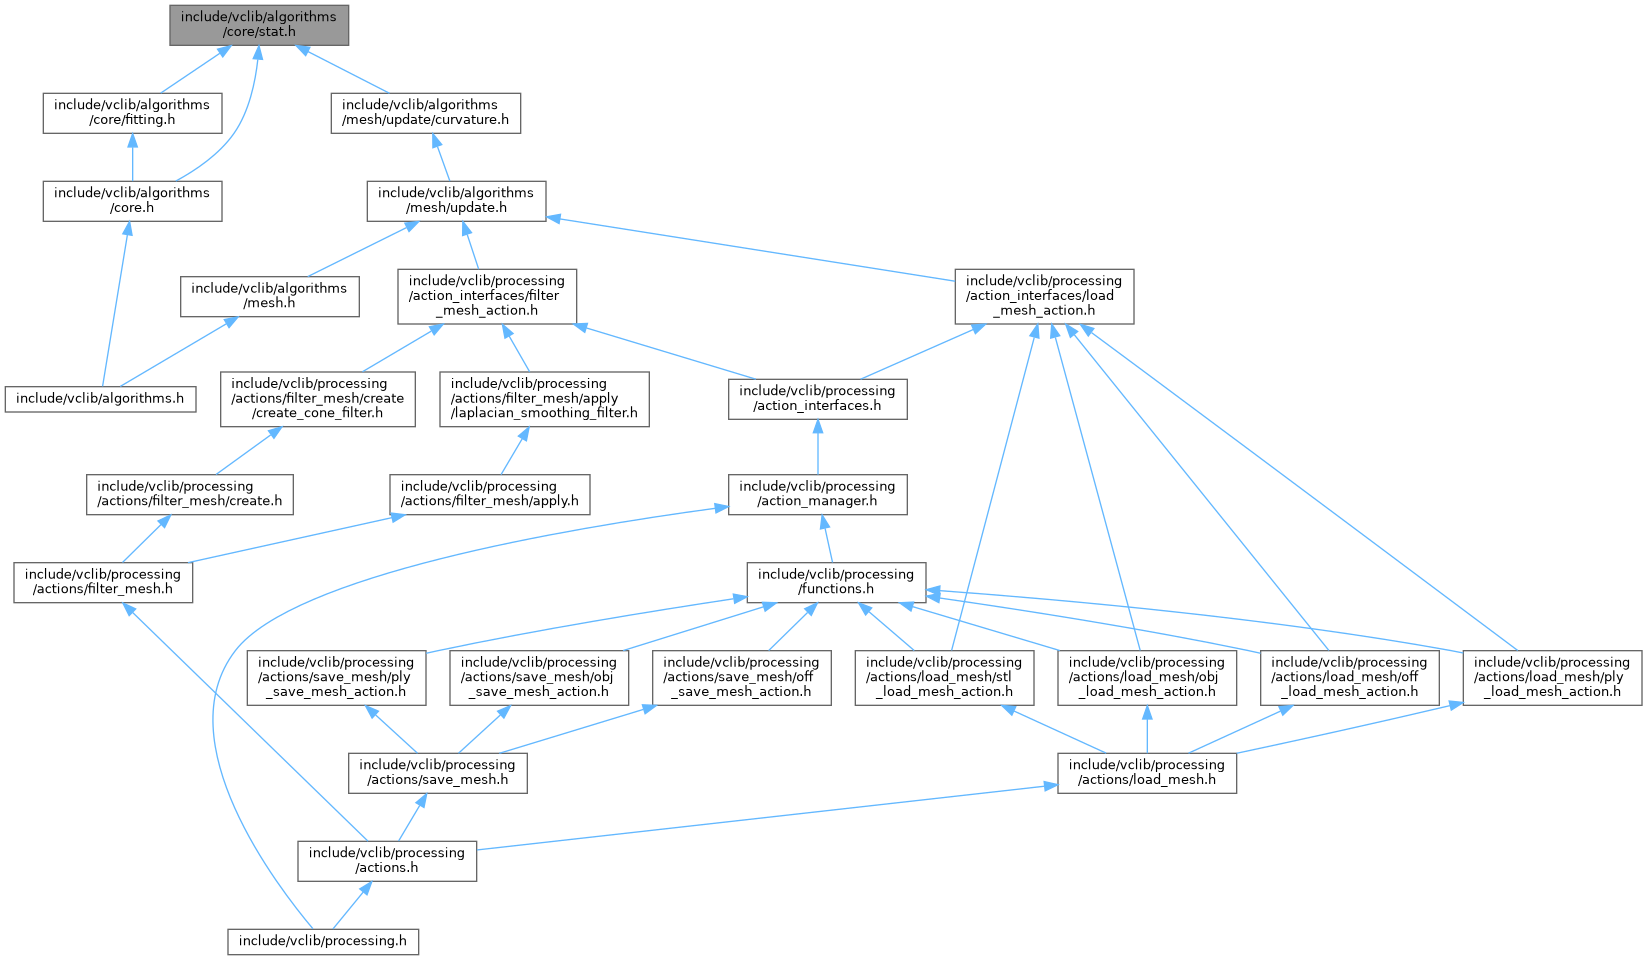 include/vclib/algorithms
/core/stat.h
include/vclib/algorithms
/core/fitting.h
include/vclib/algorithms
/mesh/update/curvature.h
include/vclib/algorithms
/core.h
include/vclib/algorithms
/mesh/update.h
include/vclib/algorithms
/mesh.h
include/vclib/processing
/action_interfaces/filter
_mesh_action.h
include/vclib/processing
/action_interfaces/load
_mesh_action.h
include/vclib/algorithms.h
include/vclib/processing
/actions/filter_mesh/create
/create_cone_filter.h
include/vclib/processing
/actions/filter_mesh/apply
/laplacian_smoothing_filter.h
include/vclib/processing
/action_interfaces.h
include/vclib/processing
/actions/filter_mesh/create.h
include/vclib/processing
/actions/filter_mesh/apply.h
include/vclib/processing
/action_manager.h
include/vclib/processing
/actions/filter_mesh.h
include/vclib/processing
/functions.h
include/vclib/processing
/actions/save_mesh/ply
_save_mesh_action.h
include/vclib/processing
/actions/save_mesh/obj
_save_mesh_action.h
include/vclib/processing
/actions/save_mesh/off
_save_mesh_action.h
include/vclib/processing
/actions/load_mesh/stl
_load_mesh_action.h
include/vclib/processing
/actions/load_mesh/obj
_load_mesh_action.h
include/vclib/processing
/actions/load_mesh/off
_load_mesh_action.h
include/vclib/processing
/actions/load_mesh/ply
_load_mesh_action.h
include/vclib/processing
/actions/save_mesh.h
include/vclib/processing
/actions/load_mesh.h
include/vclib/processing
/actions.h
include/vclib/processing.h